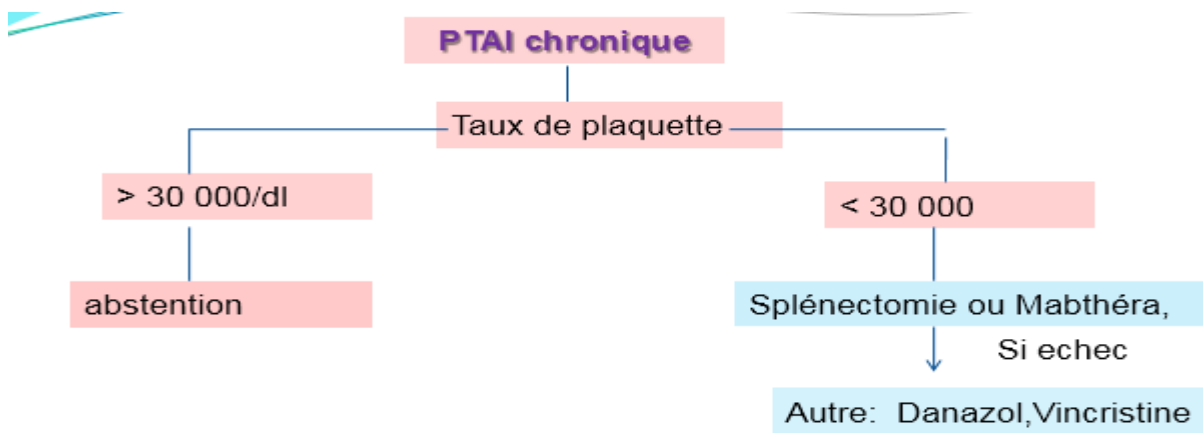 PTAI chronique
Taux de plaquette
> 30 000/dl
< 30 000
abstention
Splénectomie ou Mabthéra,
Si echec
Autre: Danazol,Vincristine